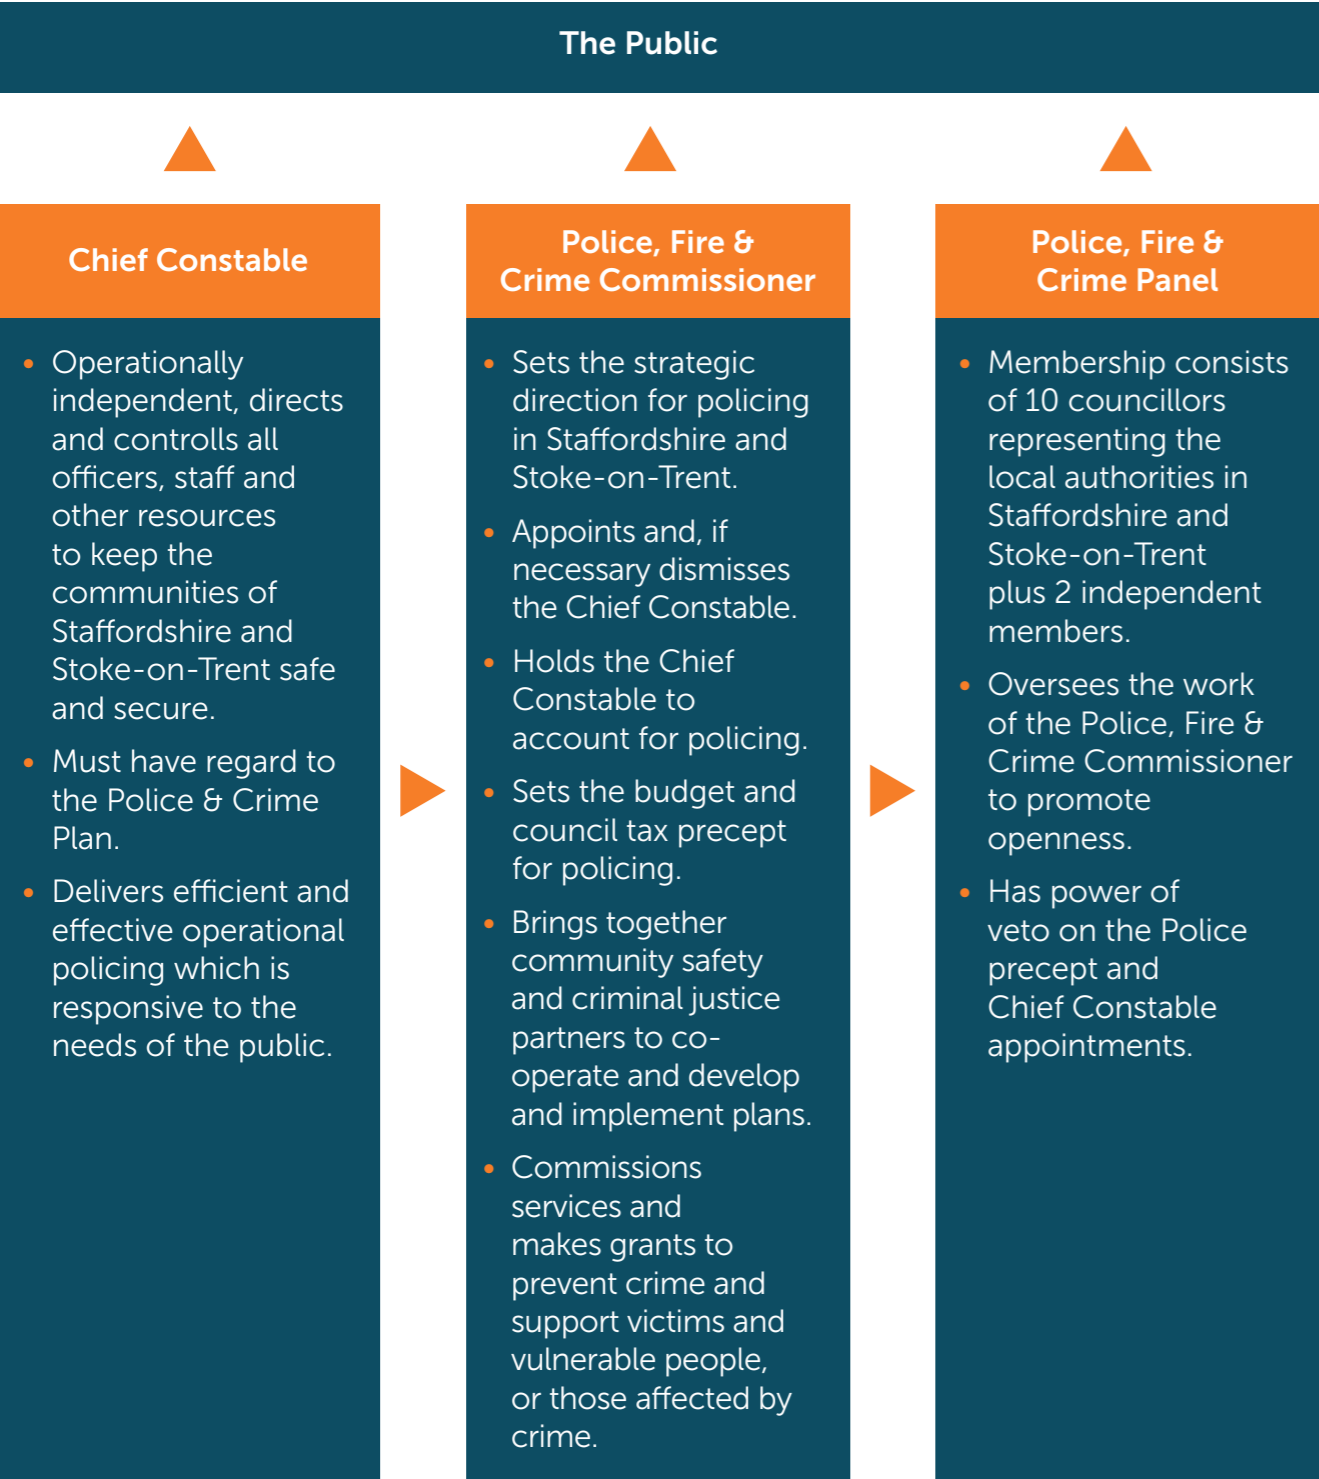 The Public
Chief Constable
• Operationally
independent, directs
and controlls all
officers, staff and
other resources
to keep the
communities of
Staffordshire and
Stoke-on-Trent safe
and secure.
• Must have regard to
the Police & Crime
Plan.
• Delivers efficient and
effective operational
policing which is
responsive to the
needs of the public.
Police, Fire &
Crime Commissioner
• Sets the strategic
direction for policing
in Staffordshire and
Stoke-on-Trent.
• Appoints and, if
necessary dismisses
the Chief Constable.
• Holds the Chief
Constable to
account for policing.
• Sets the budget and
council tax precept
for policing.
• Brings together
community safety
and criminal justice
partners to co-
operate and develop
and implement plans.
• Commissions
services and
makes grants to
prevent crime and
support victims and
vulnerable people,
or those affected by
crime.
Police, Fire &
Crime Panel
• Membership consists
of 10 councillors
representing the
local authorities in
Staffordshire and
Stoke-on-Trent
plus 2 independent
members.
• Oversees the work
of the Police, Fire &
Crime Commissioner
to promote
openness.
• Has power of
veto on the Police
precept and
Chief Constable
appointments.